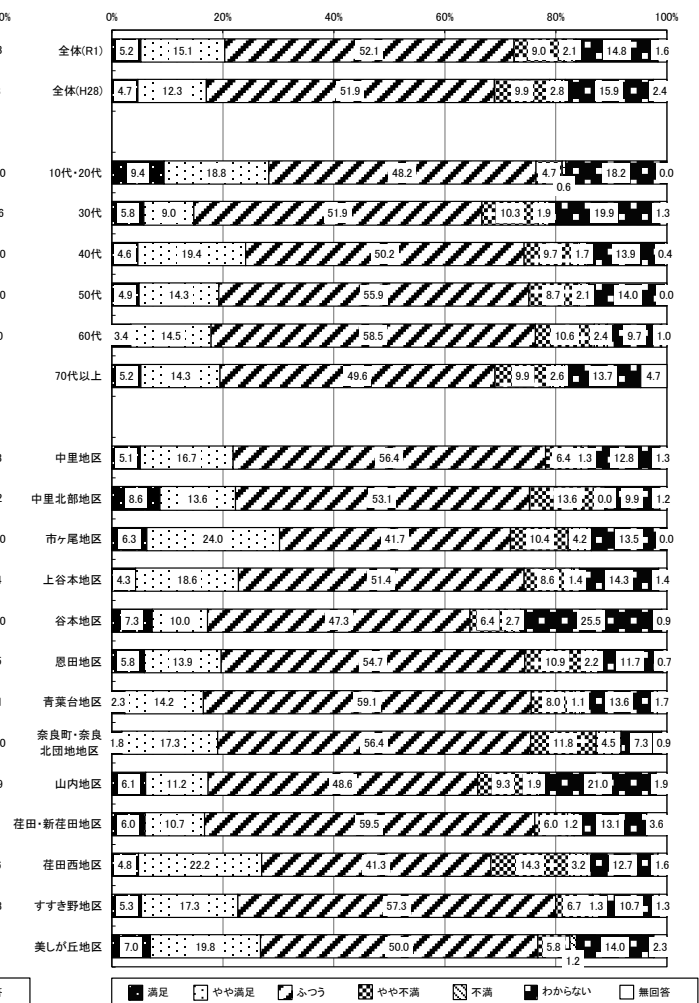 0% 0% 20% 40% 60% 80% 100%
全体(R1) 5.2 15.1 52.1 9.0 2.1 14.8 1.6
全体(H28) 4.7 12.3 51.9 9.9 2.8 15.9 2.4
10代・20代 9.4 18.8 48.2 4.7 0.6 18.2 0.0
30代 5.8 9.0 51.9 10.3 1.9 19.9 1.3
40代 4.6 19.4 50.2 9.7 1.7 13.9 0.4
50代 4.9 14.3 55.9 8.7 2.1 14.0 0.0
60代 3.4 14.5 58.5 10.6 2.4 9.7 1.0
70代以上 5.2 14.3 49.6 9.9 2.6 13.7 4.7
中里地区 5.1 16.7 56.4 6.4 1.3 12.8 1.3
中里北部地区 8.6 13.6 53.1 13.6 0.0 9.9 1.2
市ヶ尾地区 6.3 24.0 41.7 10.4 4.2 13.5 0.0
上谷本地区 4.3 18.6 51.4 8.6 1.4 14.3 1.4
谷本地区 7.3 10.0 47.3 6.4 2.7 25.5 0.9
恩田地区 5.8 13.9 54.7 10.9 2.2 11.7 0.7
青葉台地区 2.3 14.2 59.1 8.0 1.1 13.6 1.7
奈良町・奈良
北団地地区 1.8 17.3 56.4 11.8 4.5 7.3 0.9
山内地区 6.1 11.2 48.6 9.3 1.9 21.0 1.9
荏田・新荏田地区 6.0 10.7 59.5 6.0 1.2 13.1 3.6
荏田西地区 4.8 22.2 41.3 14.3 3.2 12.7 1.6
すすき野地区 5.3 17.3 57.3 6.7 1.3 10.7 1.3
美しが丘地区 7.0 19.8 50.0 5.8 1.2 14.0 2.3
満足 やや満足 ふつう やや不満 不満 わからない 無回答